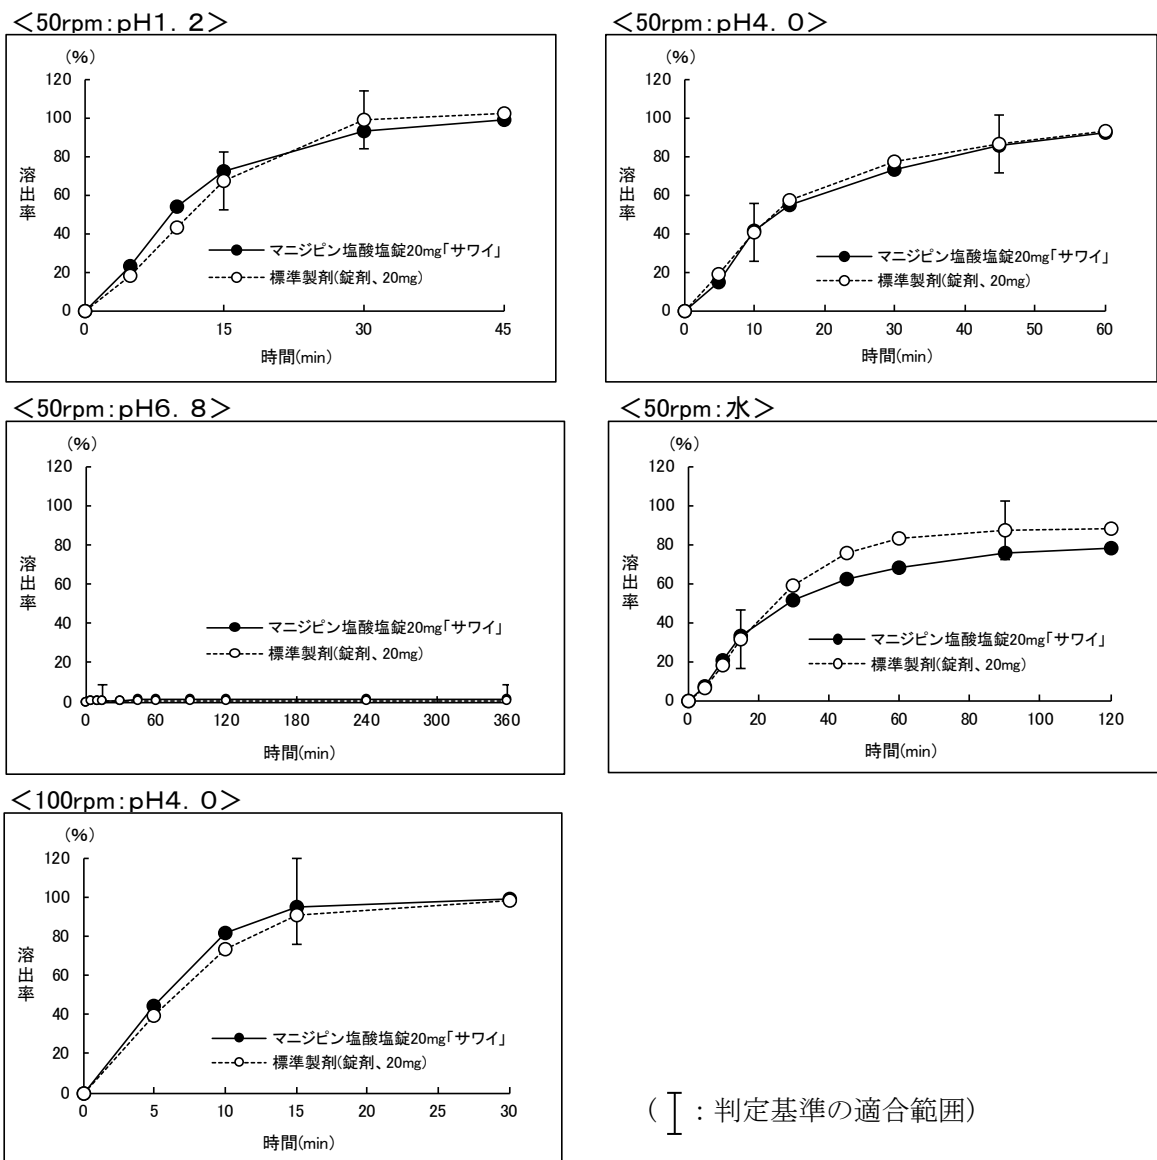 ＜50rpm：pH1．2＞
(%)
120
100
80
60
40
20
0
溶出率
マニジピン塩酸塩錠20mg「サワイ」
標準製剤(錠剤、20mg)
0 15 30 45
時間(min)
＜50rpm：pH4．0＞
(%)
120
100
80
60
40
20
0
溶出率
マニジピン塩酸塩錠20mg「サワイ」
標準製剤(錠剤、20mg)
0 10 20 30 40 50 60
時間(min)
＜50rpm：pH6．8＞
(%)
120
100
80
60
40
20
0
溶出率
マニジピン塩酸塩錠20mg「サワイ」
標準製剤(錠剤、20mg)
0 60 120 180 240 300 360
時間(min)
＜50rpm：水＞
(%)
120
100
80
60
40
20
0
溶出率
マニジピン塩酸塩錠20mg「サワイ」
標準製剤(錠剤、20mg)
0 20 40 60 80 100 120
時間(min)
＜100rpm：pH4．0＞
(%)
120
100
80
60
40
20
0
溶出率
マニジピン塩酸塩錠20mg「サワイ」
標準製剤(錠剤、20mg)
0 5 10 15 20 25 30
時間(min)
(：判定基準の適合範囲)